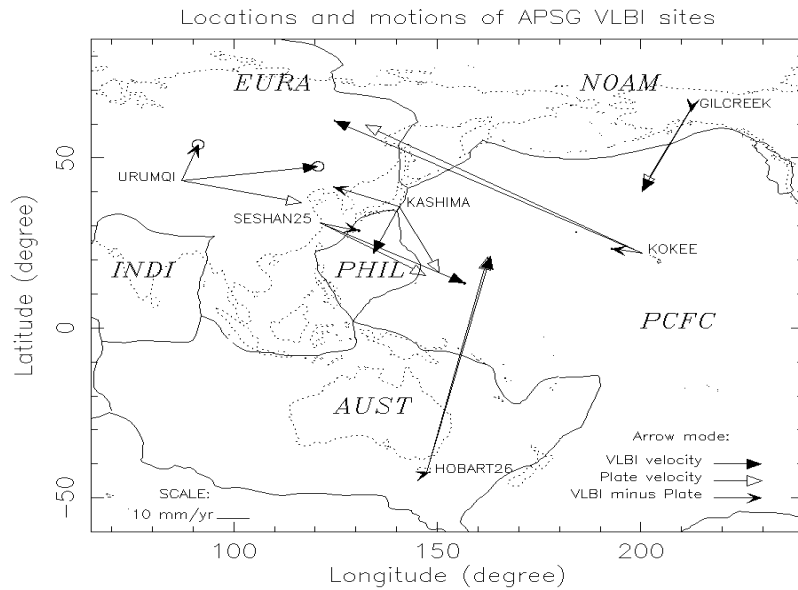 Locations and motions of APSG VLBI sites
EURA
NOAM
GILCREEK
50
URUMQI
KASHIMA
SESHAN25
KOKEE
INDI
PHIL
PCFC
0
Latitude (degree)
AUST
Arrow mode:
VLBI velocity
HOBART26
Plate velocity
SCALE:
VLBI minus Plate
-50
10 mm/yr
100
150
200
Longitude (degree)